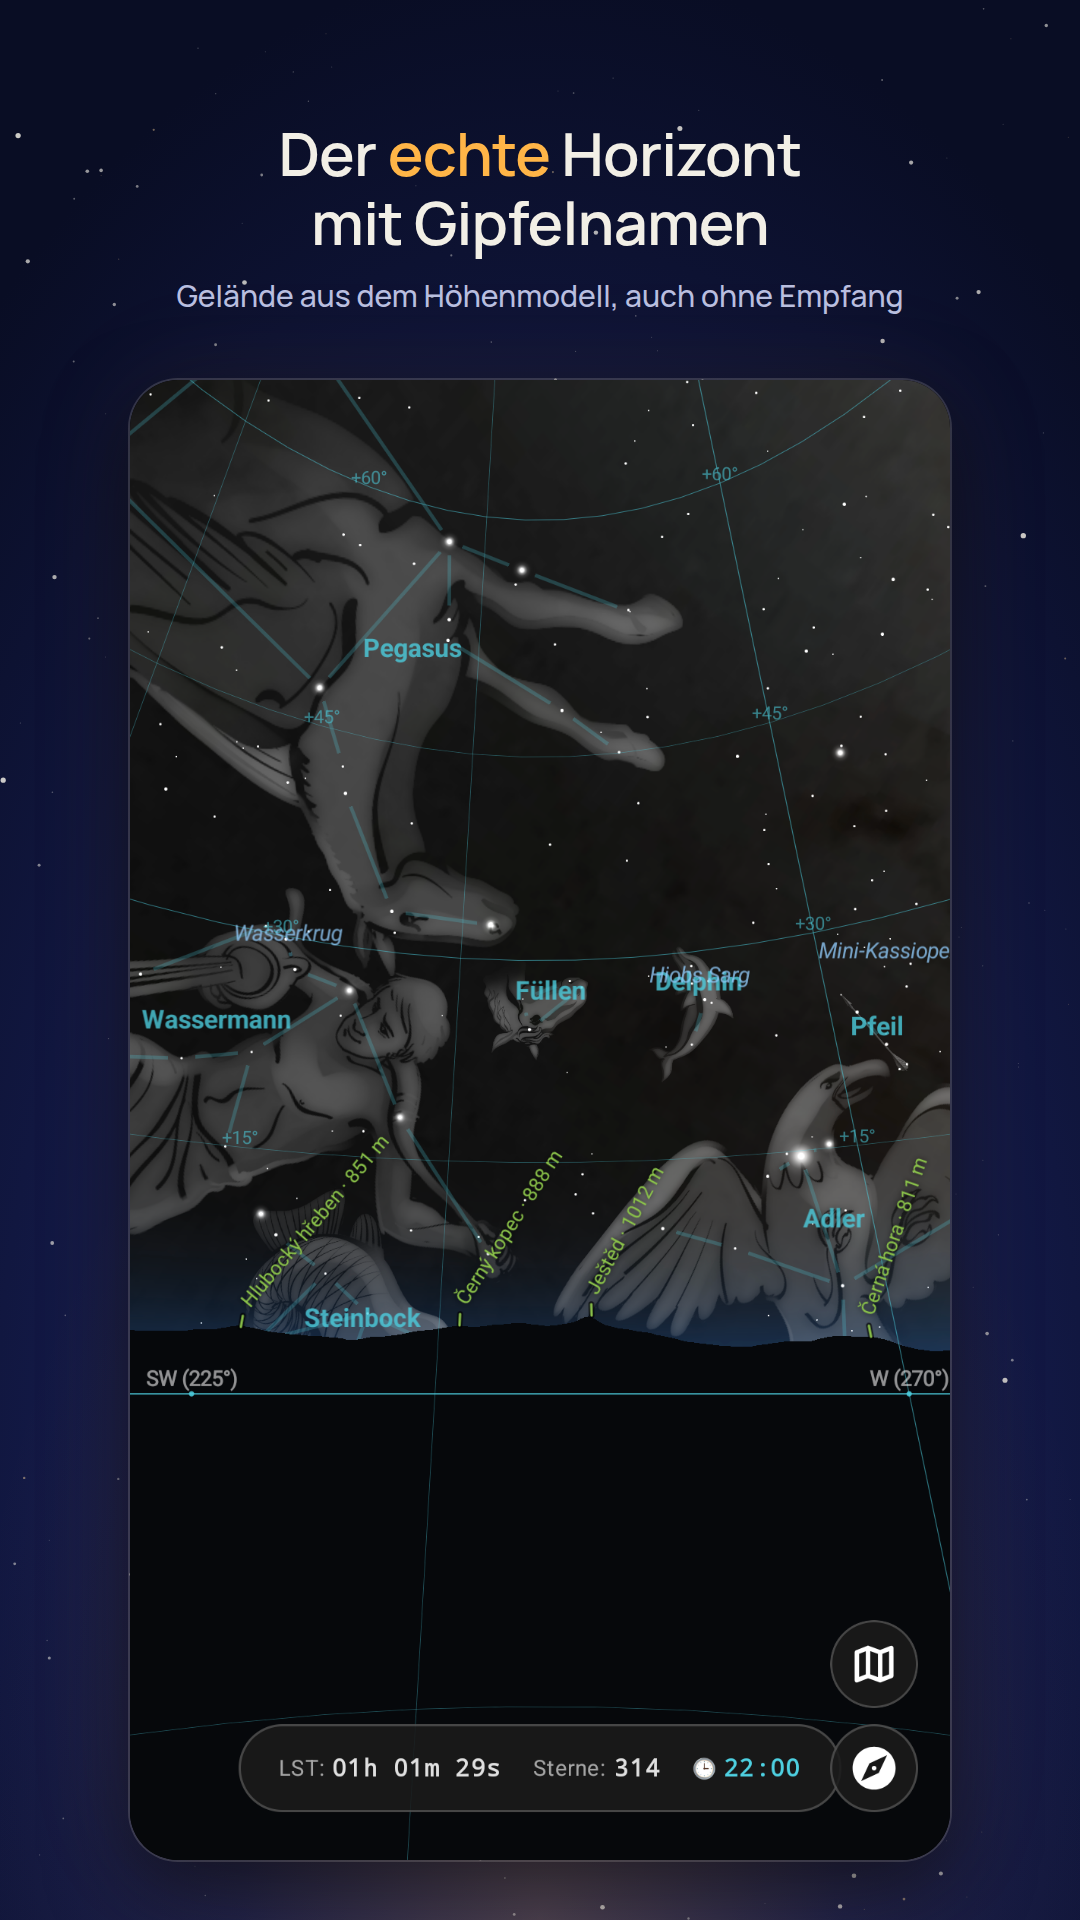 Der echte Horizont
mit Gipfelnamen
Gelände aus dem Höhenmodell, auch ohne Empfang
+60°
+60°
Pegasus
+45°
+45°
+30°
Wasserkrug
+30°
Mini-Kassiope
Hiobs Sarg
Delphin
Füllen
Wassermann
Pfeil
+15°
+15°
Hlubocký hřeben · 851 m
Černý kopec · 888 m
Ještěd · 1012 m
Adler
Černá hora · 811 m
Steinbock
SW (225°)
W (270°)
LST: 01h 01m 29s Sterne: 314 22:00